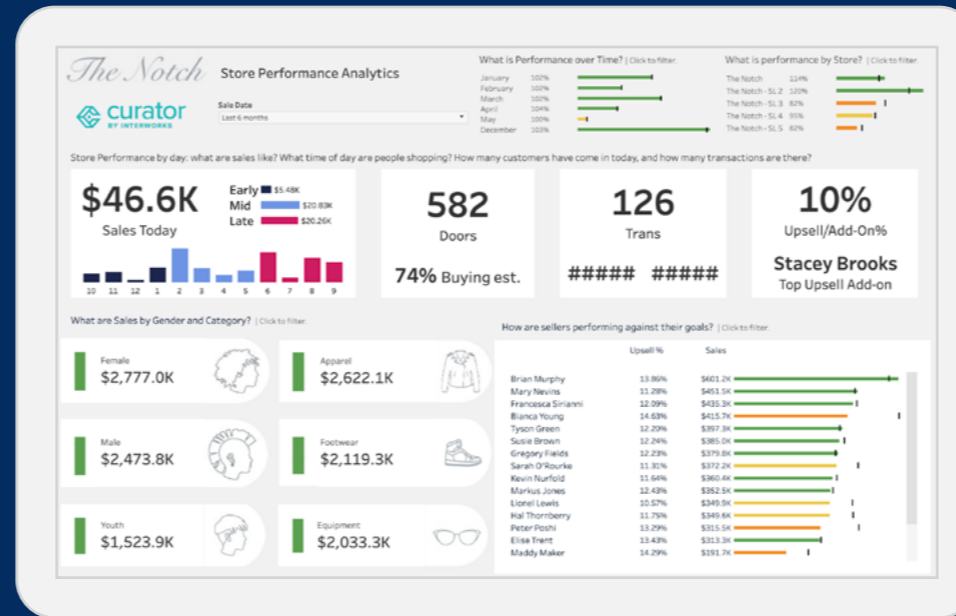 The Notch
Store Performance Analytics
curator
BY INTERWORKS
Sale Date
Last 6 months
What is Performance over Time? | Click to filter.
January 102%
February 100%
March 102%
April 104%
May 100%
December 103%
What is performance by Store? | Click to filter.
The Notch 114%
The Notch - SL 2 120%
The Notch - SL 3 82%
The Notch - SL 4 95%
The Notch - SL 5 82%
Store Performance by day: what are sales like? What time of day are people shopping? How many customers have come in today, and how many transactions are there?
$46.6K
Sales Today
Early $5.48K
Mid $20.83K
Late $20.26K
10 11 12 1 2 3 4 5 6 7 8 9
582
Doors
74% Buying est.
126
Trans
##### #####
10%
Upsell/Add-On%
Stacey Brooks
Top Upsell Add-on
What are Sales by Gender and Category? | Click to filter.
Female
$2,777.0K
Apparel
$2,622.1K
Male
$2,473.8K
Footwear
$2,119.3K
Youth
$1,523.9K
Equipment
$2,033.3K
How are sellers performing against their goals? | Click to filter.
Upsell % Sales
Brian Murphy 13.86% $601.2K
Mary Nevins 11.28% $451.5K
Francesca Sirianni 12.09% $435.3K
Bianca Young 14.63% $415.7K
Tyson Green 12.20% $397.3K
Susie Brown 12.24% $385.0K
Gregory Fields 12.23% $379.8K
Sarah O'Rourke 11.31% $372.2K
Kevin Nurfold 11.64% $360.4K
Markus Jones 12.43% $352.5K
Lionel Lewis 10.57% $349.9K
Hal Thornberry 11.75% $349.6K
Peter Poshi 13.29% $315.5K
Elisa Trent 13.43% $313.3K
Maddy Maker 14.29% $191.7K